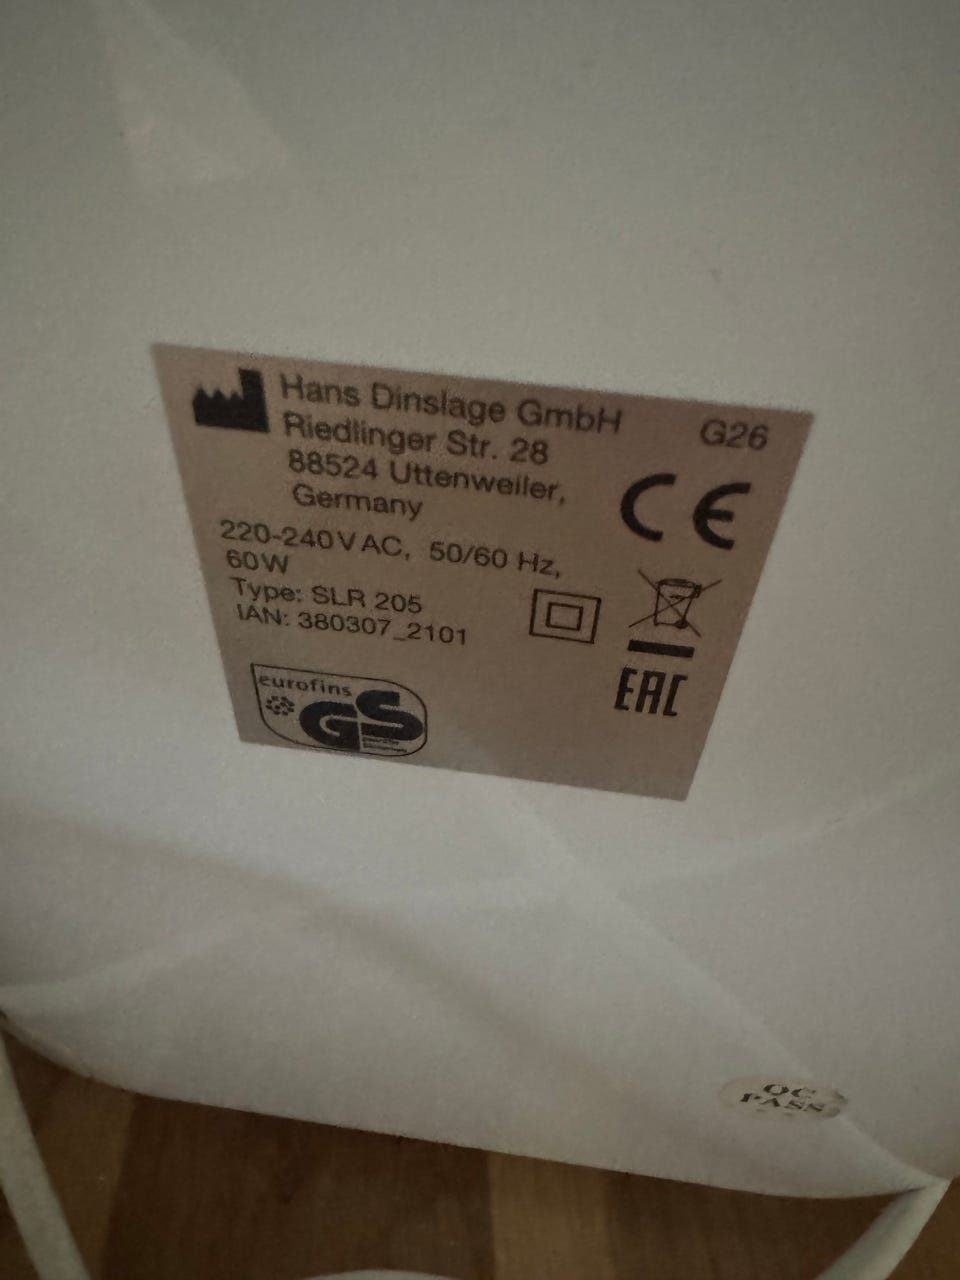 Hans Dinslage GmbH
G26
Riedlinger Str. 28
88524 Uttenweiler,
Germany
CE
220-240VAC, 50/60 Hz,
60W
Type: SLR 205
IAN: 380307_2101
EAC
eurofins
GS
QC
PASS